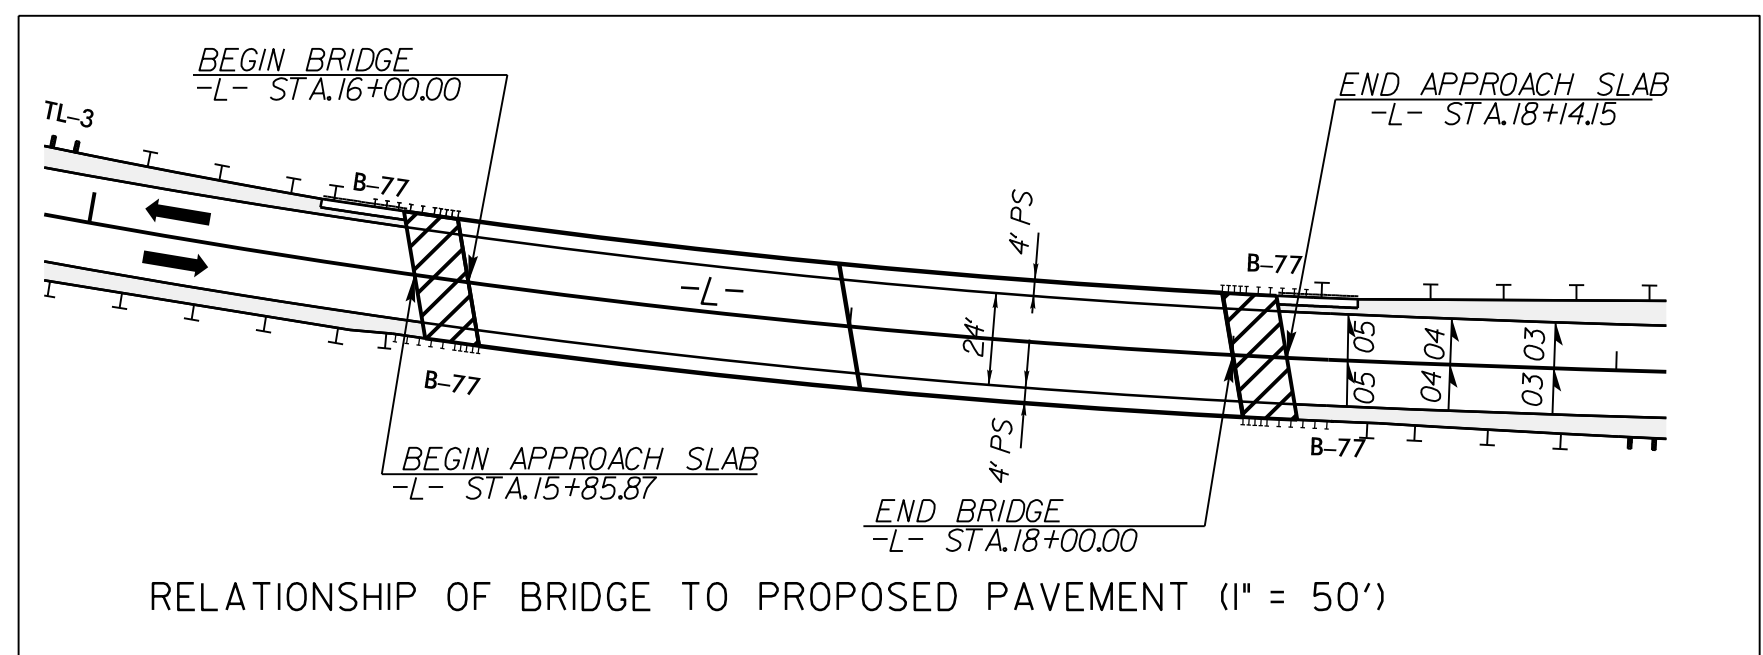 BEGIN BRIDGE
-L- STA.16+00.00
END APPROACH SLAB
-L- STA.18+14.15
TL-3
B-77
4' PS
B-77
-L-
24'
05
04
03
05
04
03
B-77
4' PS
B-77
BEGIN APPROACH SLAB
-L- STA.15+85.87
END BRIDGE
-L- STA.18+00.00
RELATIONSHIP OF BRIDGE TO PROPOSED PAVEMENT (1" = 50')